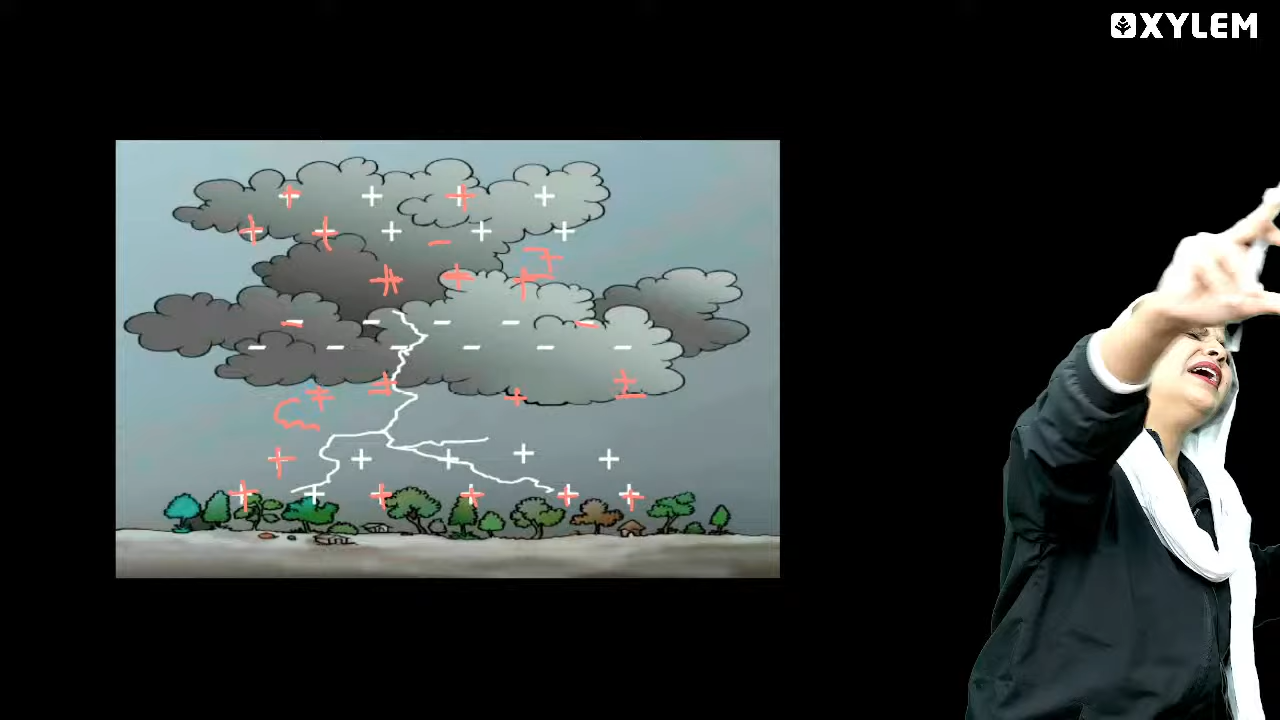 XYLEM
+ + + +
+ + + + +
- - - - -
- - - - - -
+ + + + +
+ + + + + +